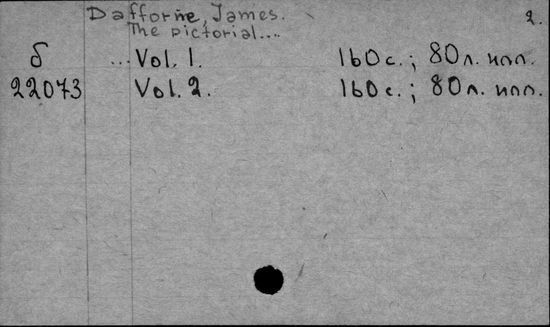 Dafforne, James. 2.
The pictorial...
б ...Vol. 1. 160 с.; 80 л. илл.
22073 Vol. 2. 160 с.; 80 л. илл.